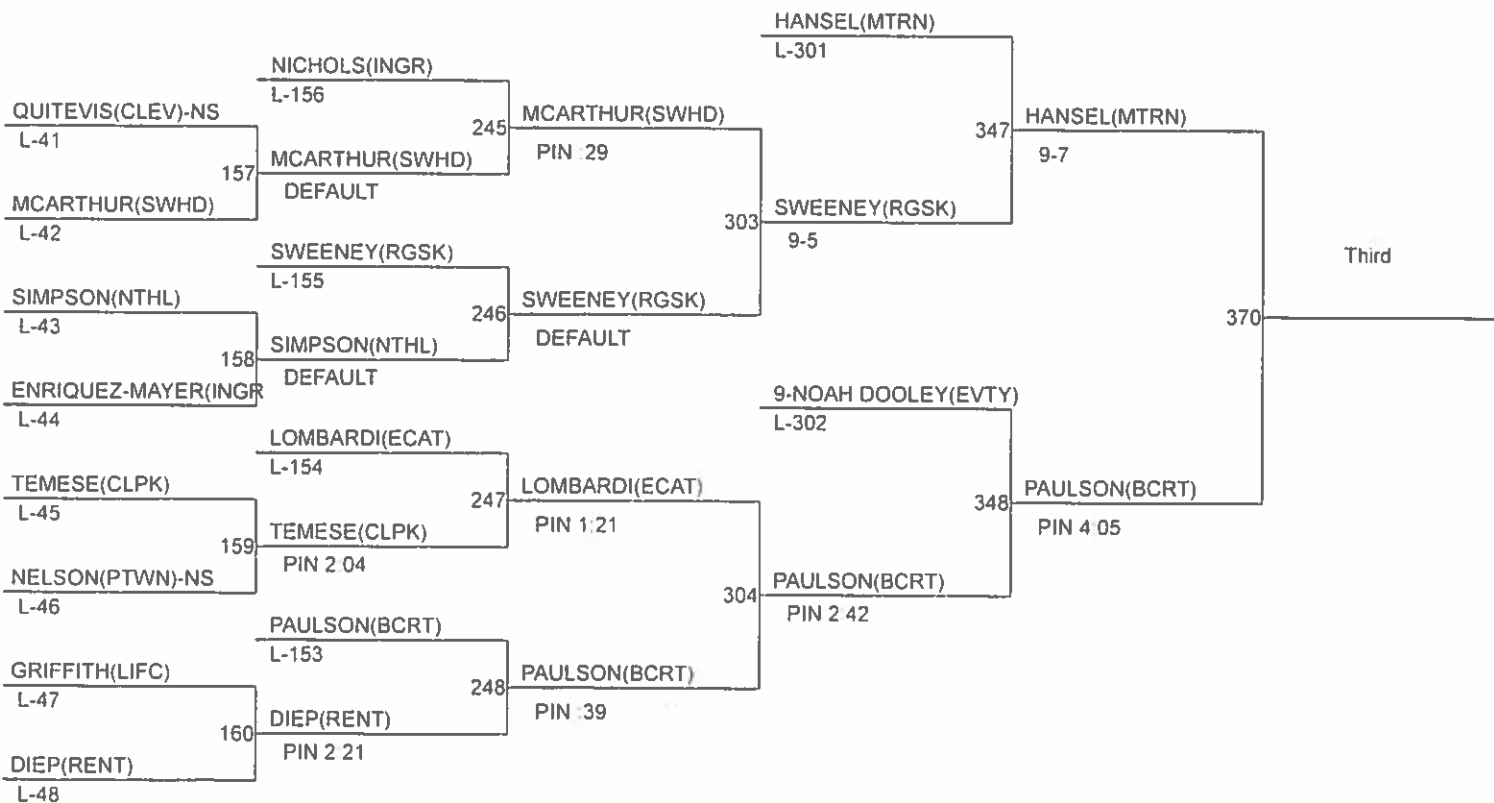 HANSEL(MTRN)
L-301
NICHOLS(INGR)
L-156
QUITEVIS(CLEV)-NS
L-41
245
MCARTHUR(SWHD)
PIN :29
347
HANSEL(MTRN)
9-7
157
MCARTHUR(SWHD)
DEFAULT
MCARTHUR(SWHD)
L-42
303
SWEENEY(RGSK)
9-5
SWEENEY(RGSK)
L-155
Third
SIMPSON(NTHL)
L-43
246
SWEENEY(RGSK)
DEFAULT
370
158
SIMPSON(NTHL)
DEFAULT
ENRIQUEZ-MAYER(INGR
L-44
9-NOAH DOOLEY(EVTY)
L-302
LOMBARDI(ECAT)
L-154
TEMESE(CLPK)
L-45
247
LOMBARDI(ECAT)
PIN 1:21
348
PAULSON(BCRT)
PIN 4:05
159
TEMESE(CLPK)
PIN 2:04
NELSON(PTWN)-NS
L-46
304
PAULSON(BCRT)
PIN 2:42
PAULSON(BCRT)
L-153
GRIFFITH(LIFC)
L-47
248
PAULSON(BCRT)
PIN :39
160
DIEP(RENT)
PIN 2:21
DIEP(RENT)
L-48